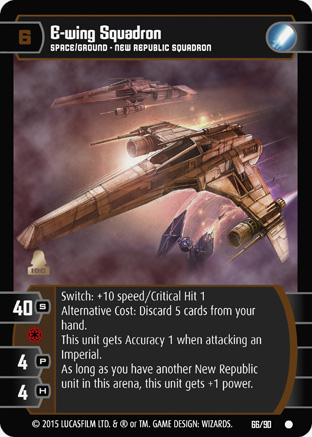 6
E-wing Squadron
SPACE/GROUND - NEW REPUBLIC SQUADRON
IDC
40 S
4 P
4 H
Switch: +10 speed/Critical Hit 1
Alternative Cost: Discard 5 cards from your
hand.
This unit gets Accuracy 1 when attacking an
Imperial.
As long as you have another New Republic
unit in this arena, this unit gets +1 power.
© 2015 LUCASFILM LTD. & ® or TM. GAME DESIGN: WIZARDS.
66/90